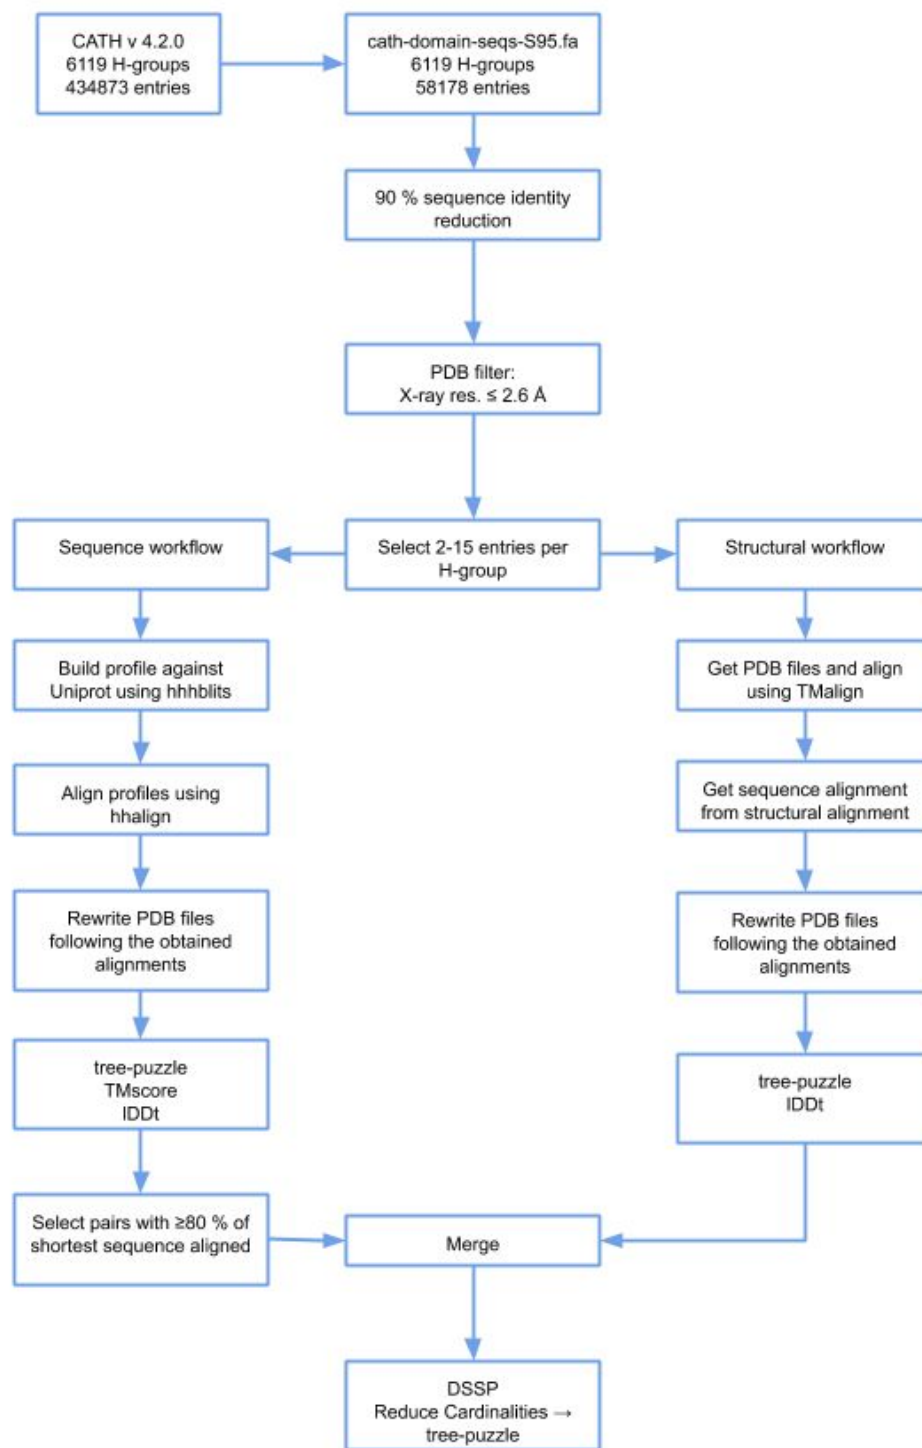 CATH v 4.2.0
6119 H-groups
434873 entries
cath-domain-seqs-S95.fa
6119 H-groups
58178 entries
90 % sequence identity
reduction
PDB filter:
X-ray res. ≤ 2.6 Å
Sequence workflow
Select 2-15 entries per
H-group
Structural workflow
Build profile against
Uniprot using hhhblits
Get PDB files and align
using TMalign
Align profiles using
hhalign
Get sequence alignment
from structural alignment
Rewrite PDB files
following the obtained
alignments
Rewrite PDB files
following the obtained
alignments
tree-puzzle
TMscore
lDDt
tree-puzzle
lDDt
Select pairs with ≥80 % of
shortest sequence aligned
Merge
DSSP
Reduce Cardinalities →
tree-puzzle